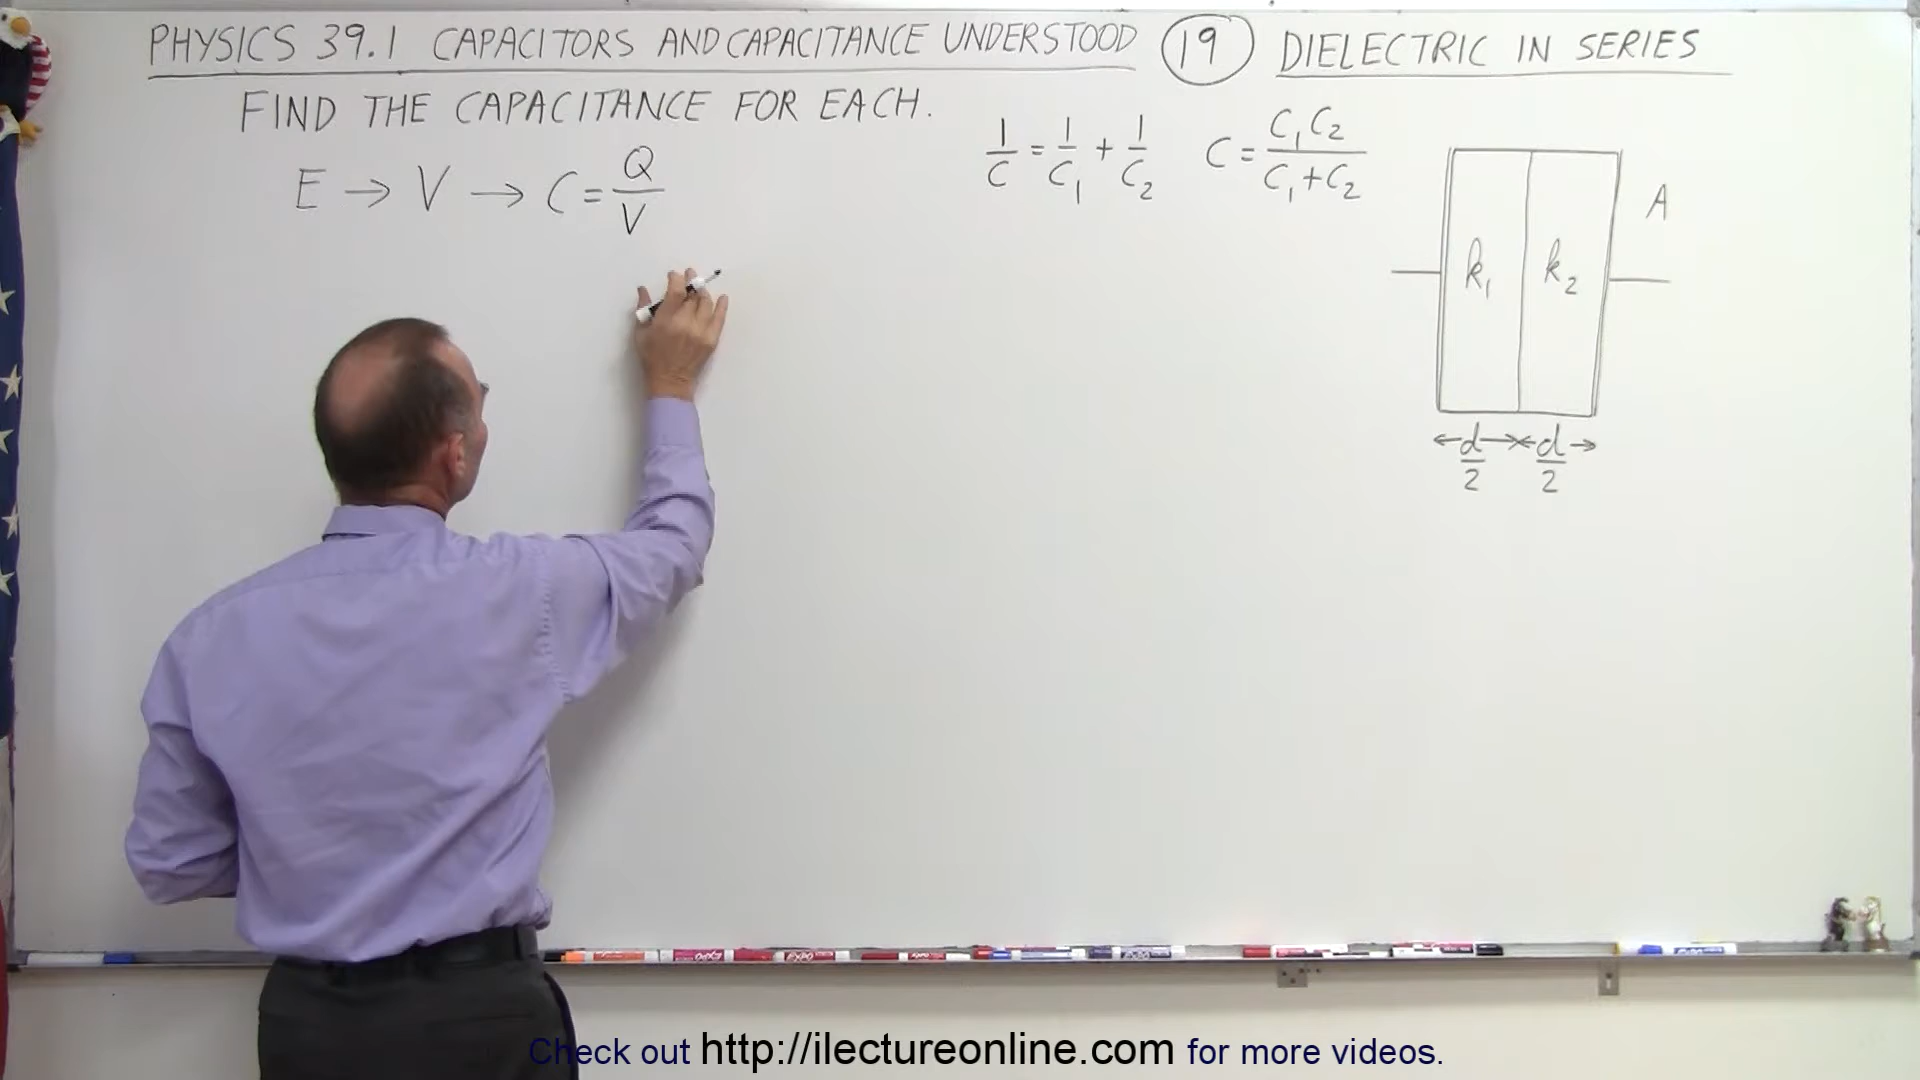 PHYSICS 39.1 CAPACITORS AND CAPACITANCE UNDERSTOOD 19 DIELECTRIC IN SERIES
FIND THE CAPACITANCE FOR EACH.
E → V → C = Q/V
1/C = 1/C₁ + 1/C₂ C = C₁C₂/(C₁+C₂)
A
k₁ k₂
d/2 d/2
EXPO
Check out http://ilectureonline.com for more videos.